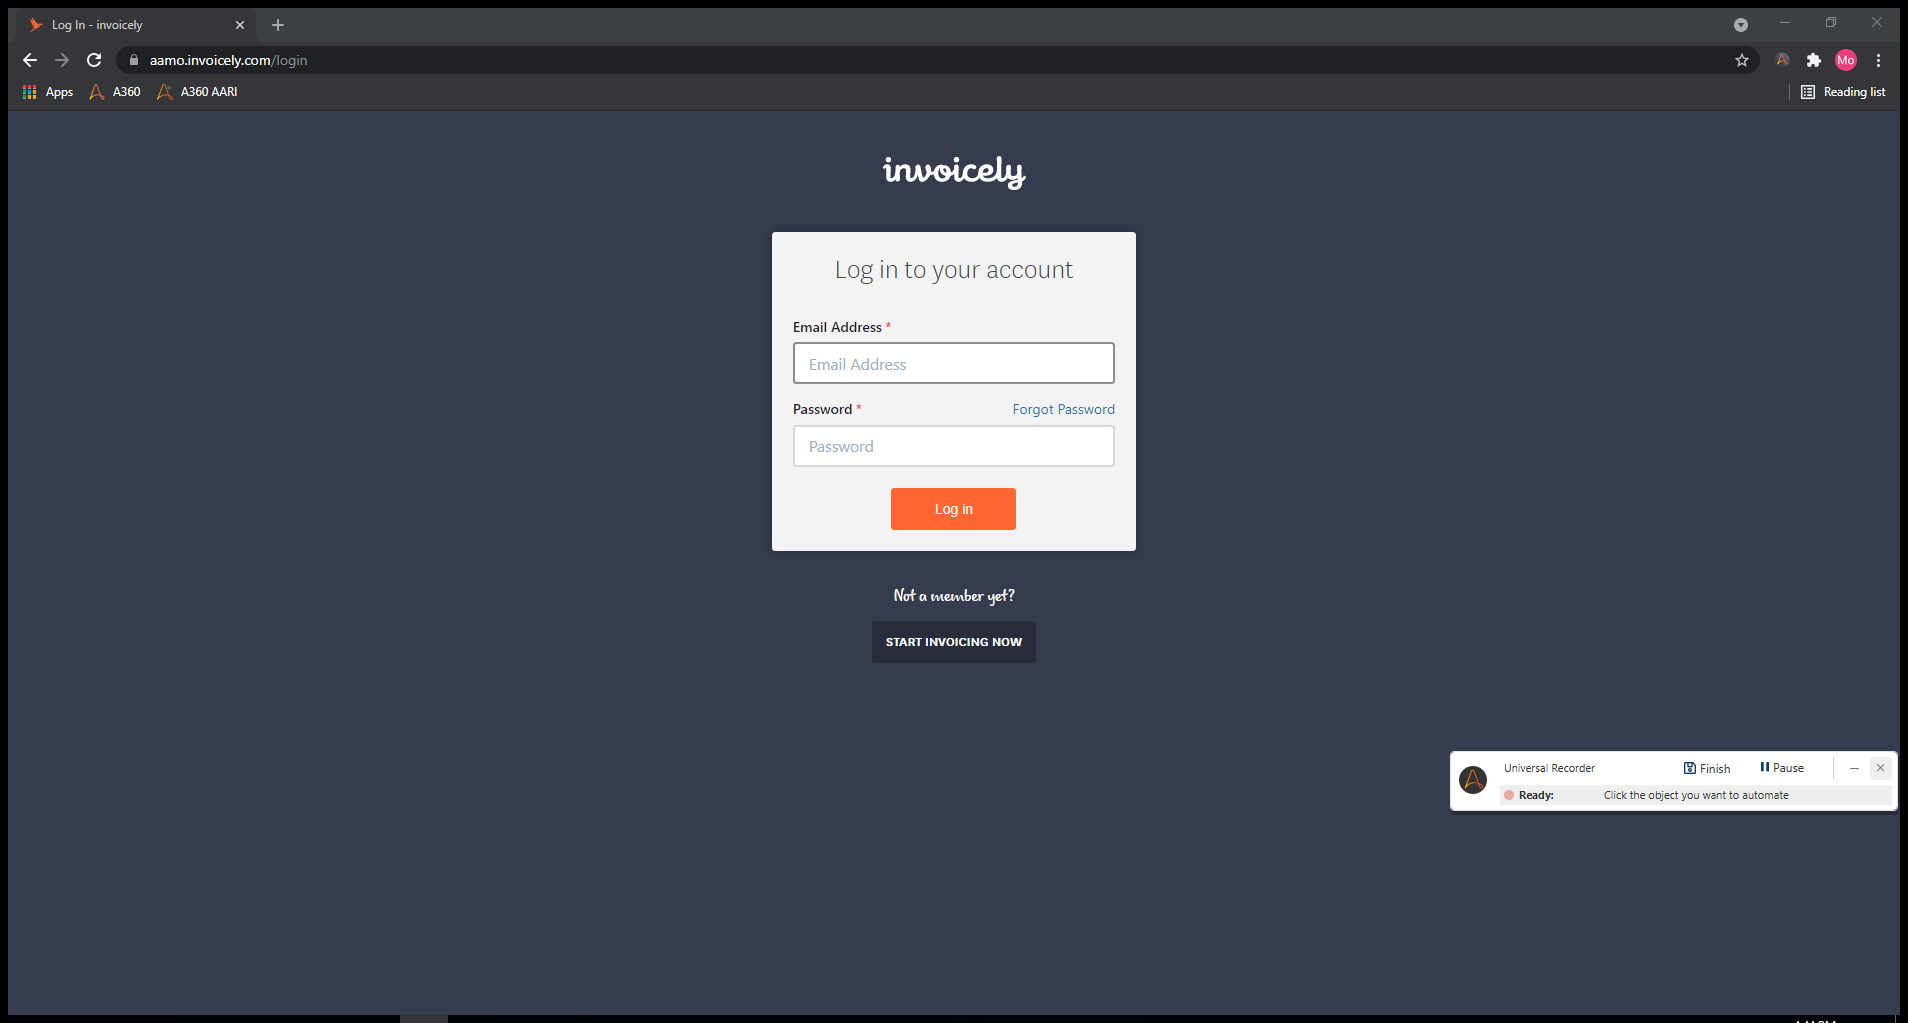 Log In - invoicely
aamo.invoicely.com/login
Mo
Apps A360 A360 AARI Reading list
invoicely
Log in to your account
Email Address *
Email Address
Password * Forgot Password
Password
Log in
Not a member yet?
START INVOICING NOW
Universal Recorder Finish Pause
Ready: Click the object you want to automate